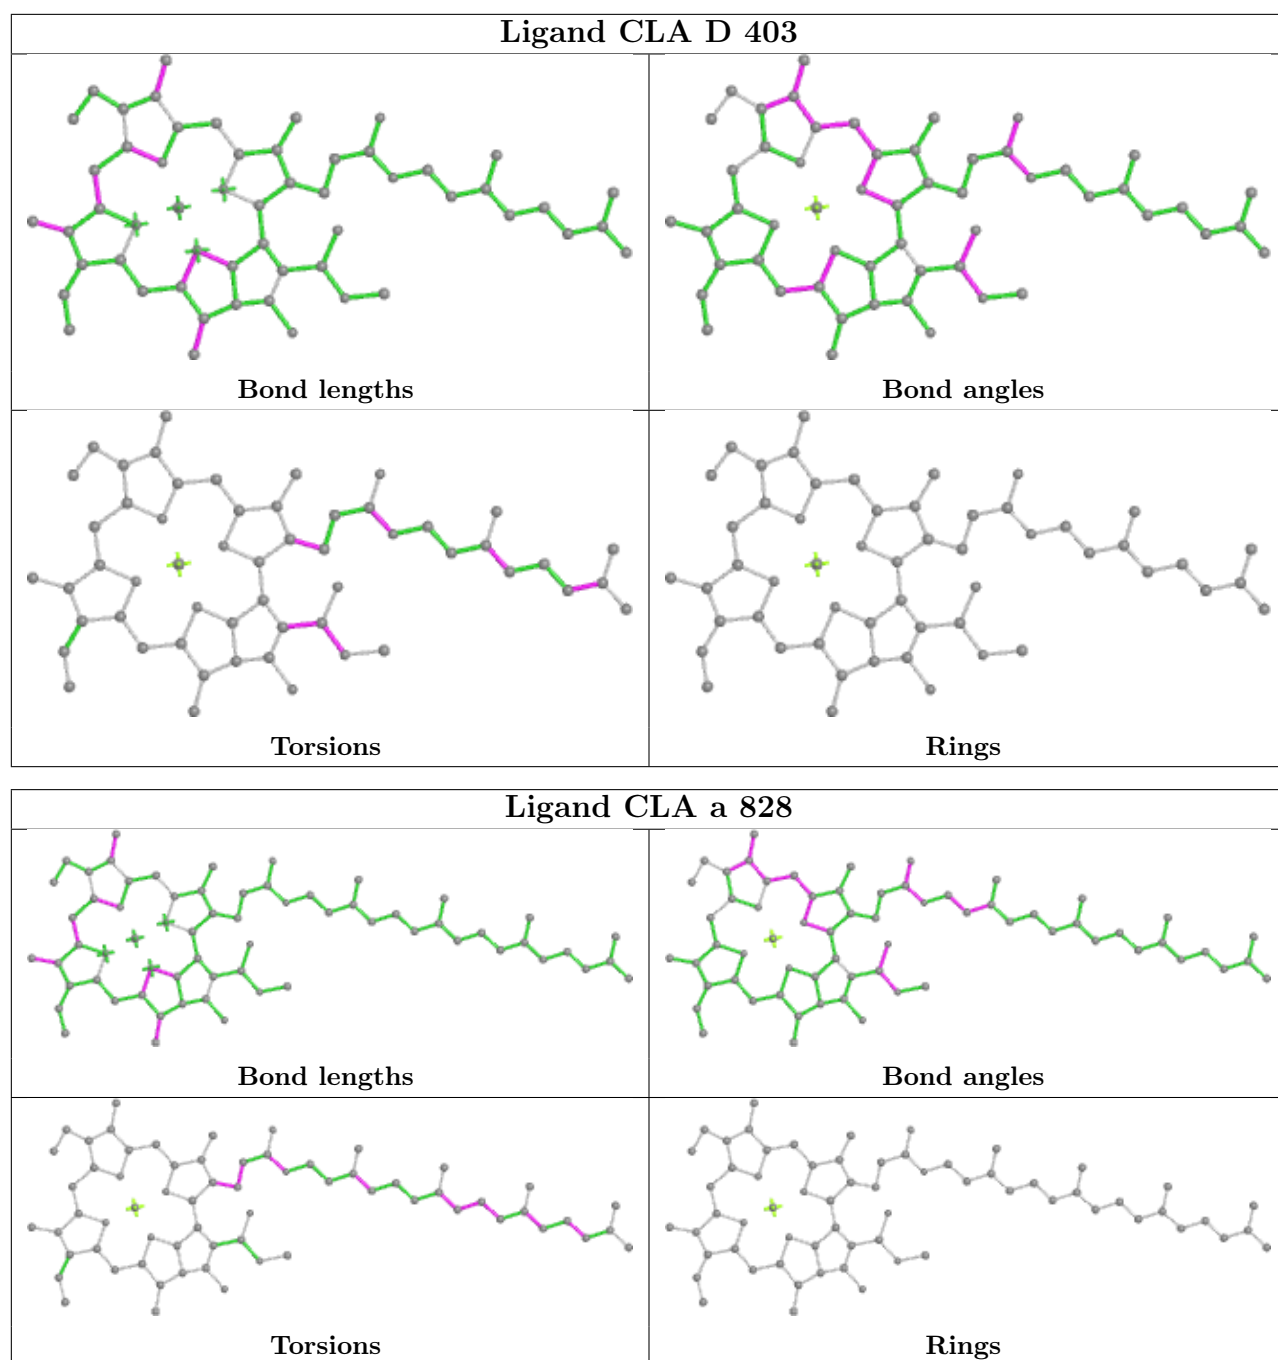 Ligand CLA D 403
Bond lengths
Bond angles
Torsions
Rings
Ligand CLA a 828
Bond lengths
Bond angles
Torsions
Rings